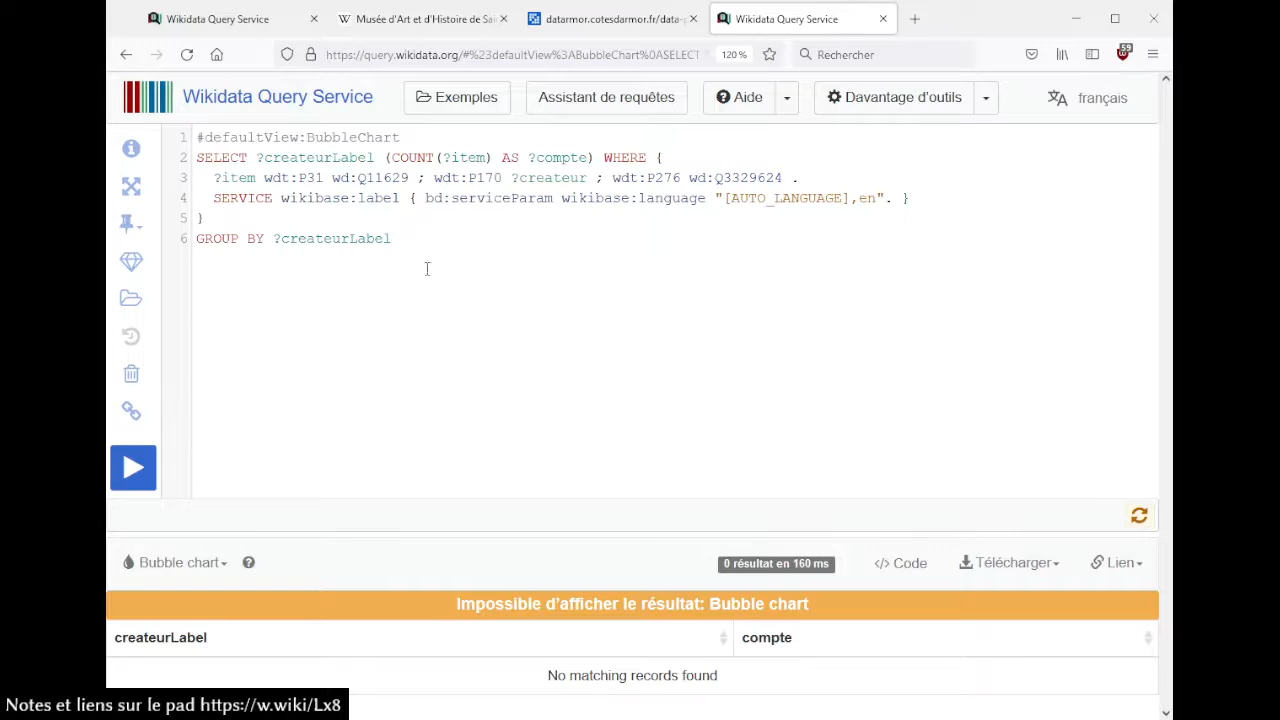 Wikidata Query Service
Musée d'Art et d'Histoire de Sai
datarmor.cotesdarmor.fr/data-
Wikidata Query Service
https://query.wikidata.org/#%23defaultView%3ABubbleChart%0ASELECT
120 %
Rechercher
59
Wikidata Query Service
Exemples
Assistant de requêtes
Aide
Davantage d'outils
français
1 #defaultView:BubbleChart
2 SELECT ?createurLabel (COUNT(?item) AS ?compte) WHERE {
3 ?item wdt:P31 wd:Q11629 ; wdt:P170 ?createur ; wdt:P276 wd:Q3329624 .
4 SERVICE wikibase:label { bd:serviceParam wikibase:language "[AUTO_LANGUAGE],en". }
5 }
6 GROUP BY ?createurLabel
Bubble chart
0 résultat en 160 ms
</> Code
Télécharger
Lien
Impossible d'afficher le résultat: Bubble chart
createurLabel
compte
No matching records found
Notes et liens sur le pad https://w.wiki/Lx8